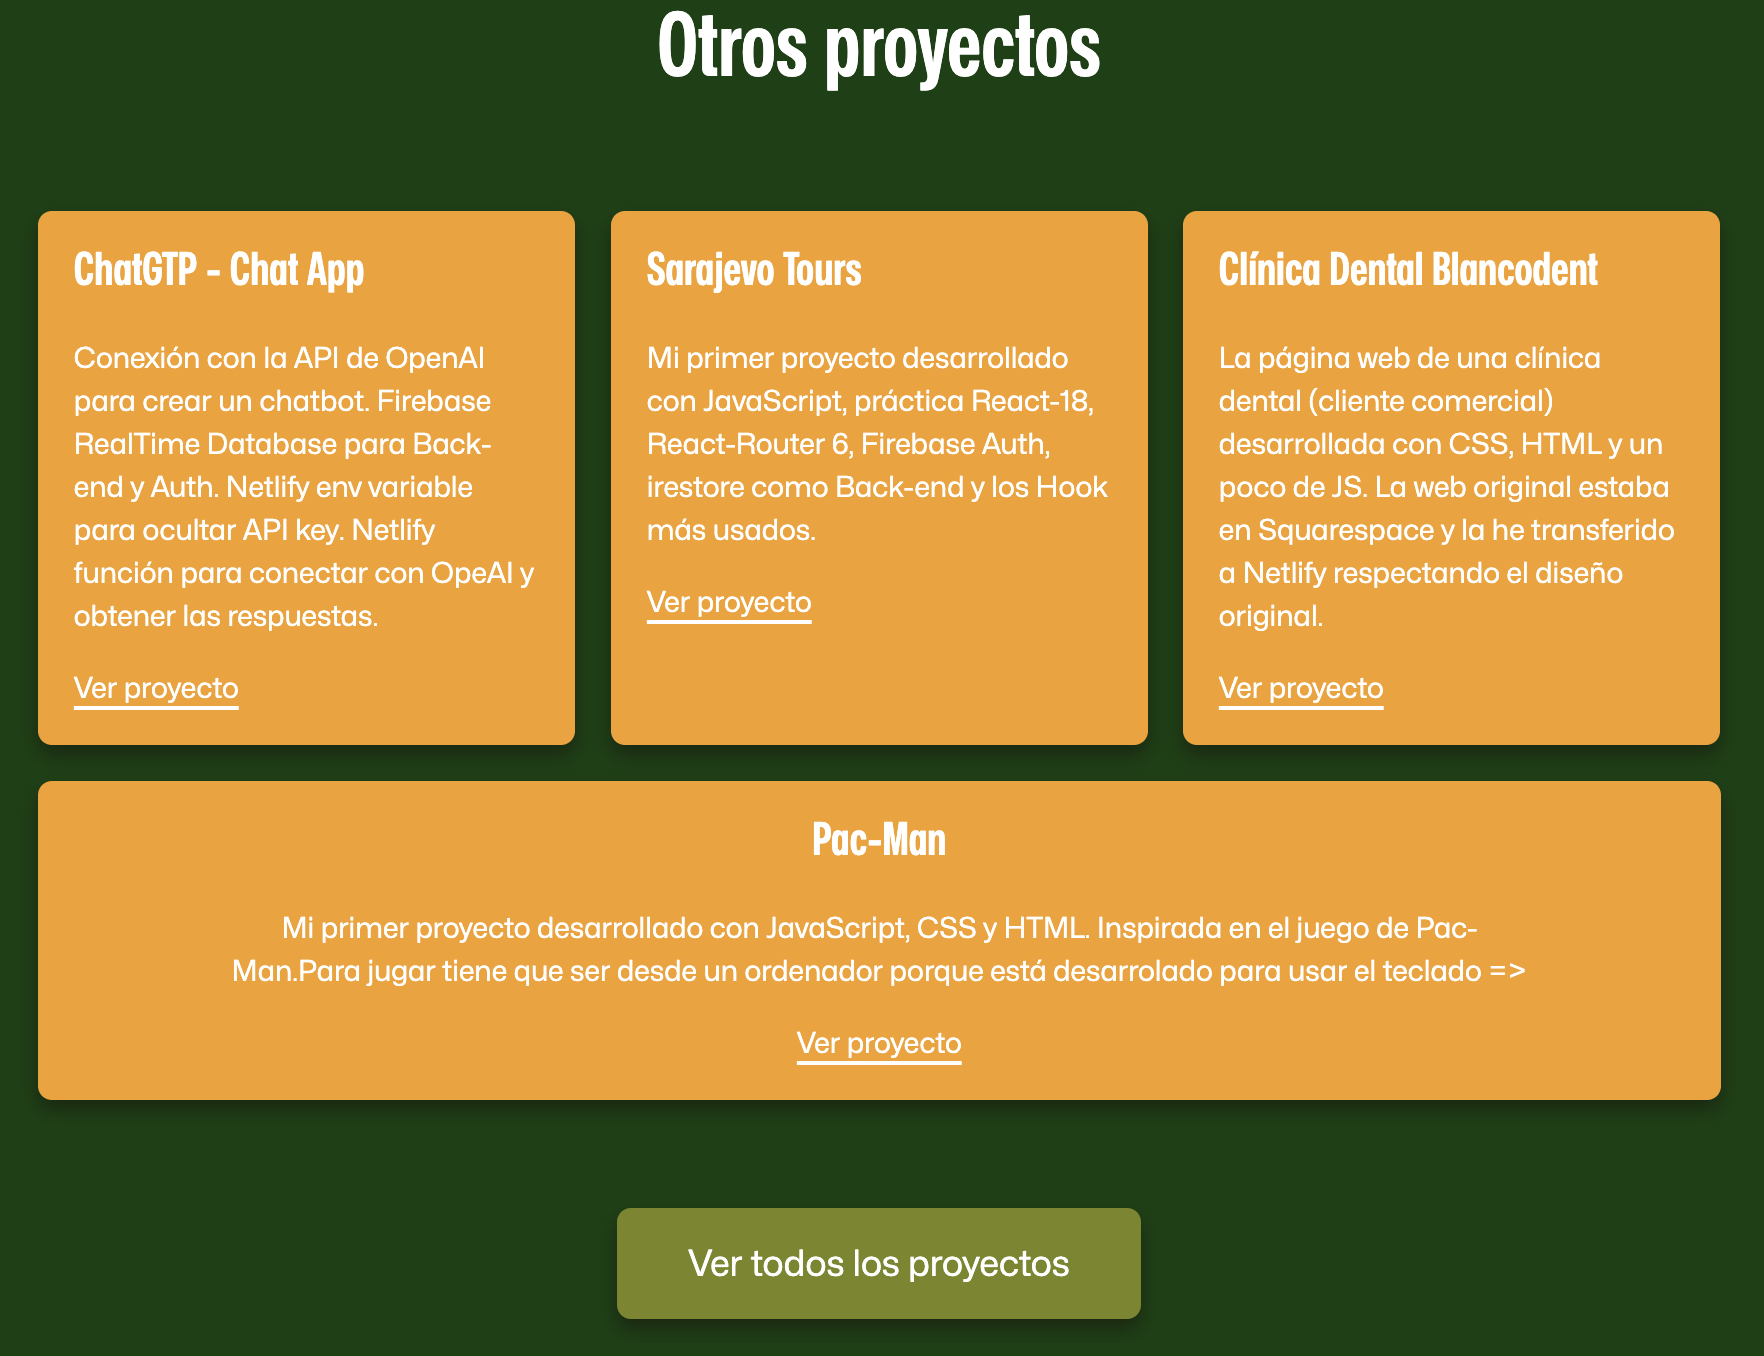 Otros proyectos
ChatGTP - Chat App
Conexión con la API de OpenAI
para crear un chatbot. Firebase
RealTime Database para Back-
end y Auth. Netlify env variable
para ocultar API key. Netlify
función para conectar con OpeAI y
obtener las respuestas.
Ver proyecto
Sarajevo Tours
Mi primer proyecto desarrollado
con JavaScript, práctica React-18,
React-Router 6, Firebase Auth,
irestore como Back-end y los Hook
más usados.
Ver proyecto
Clínica Dental Blancodent
La página web de una clínica
dental (cliente comercial)
desarrollada con CSS, HTML y un
poco de JS. La web original estaba
en Squarespace y la he transferido
a Netlify respectando el diseño
original.
Ver proyecto
Pac-Man
Mi primer proyecto desarrollado con JavaScript, CSS y HTML. Inspirada en el juego de Pac-
Man.Para jugar tiene que ser desde un ordenador porque está desarrolado para usar el teclado =>
Ver proyecto
Ver todos los proyectos